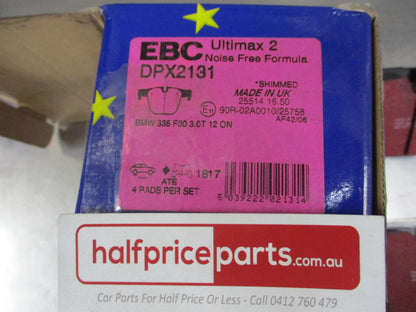 EBC Ultimax 2
Noise Free Formula
DPX2131
*SHIMMED
MADE IN UK
25514 16.50
E11 90R-02A0010/25758
AF42/06
BMW 335 F30 3.0T 12 ON
1817
ATE
4 PADS PER SET
5 039222 021314
halfpriceparts.com.au
Car Parts For Half Price Or Less - Call 0412 760 479